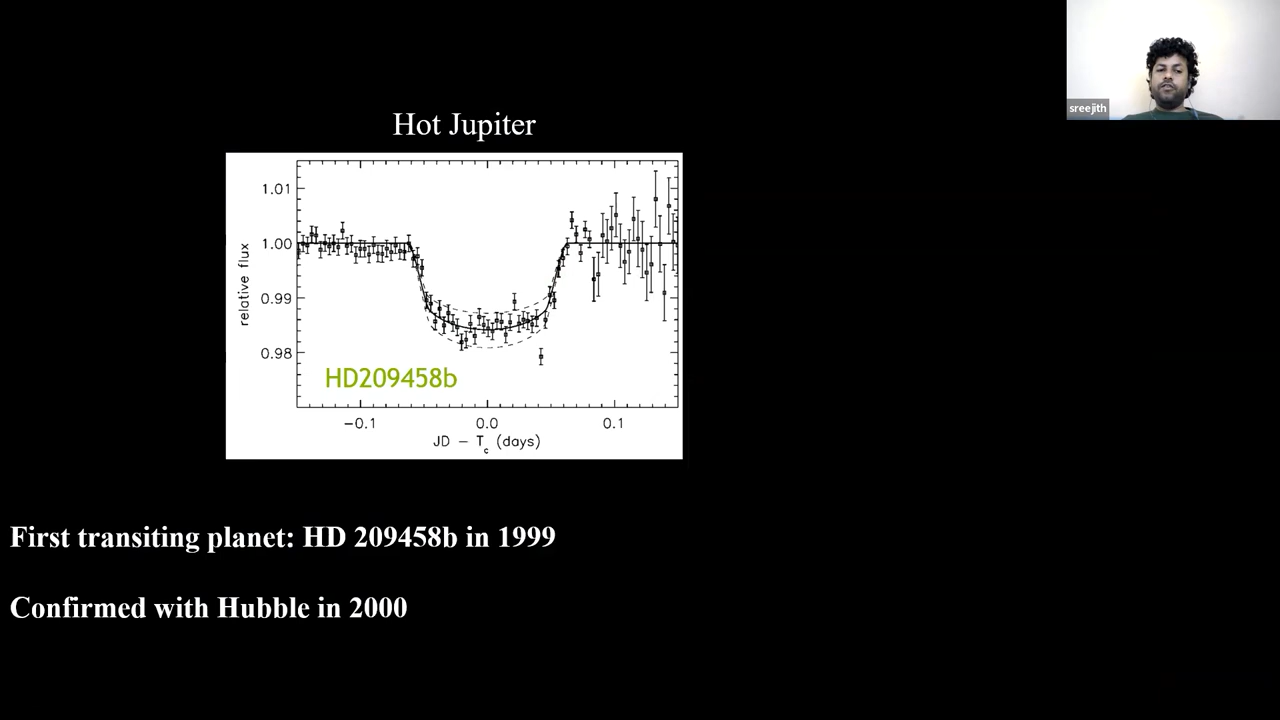 sreejith
Hot Jupiter
1.01
1.00
0.99
0.98
relative flux
HD209458b
−0.1
0.0
0.1
JD − Tc (days)
First transiting planet: HD 209458b in 1999
Confirmed with Hubble in 2000